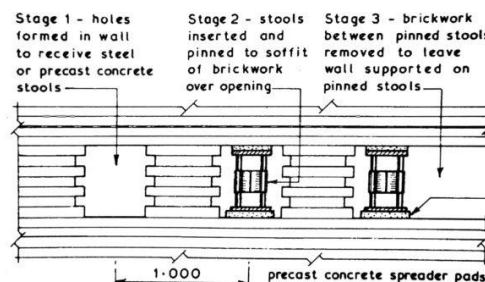 Stage 1 - holes
formed in wall
to receive steel
or precast concrete
stools
Stage 2 - stools
inserted and
pinned to soffit
of brickwork
over opening
Stage 3 - brickwork
between pinned stools
removed to leave
wall supported on
pinned stools
1·000
precast concrete spreader pads